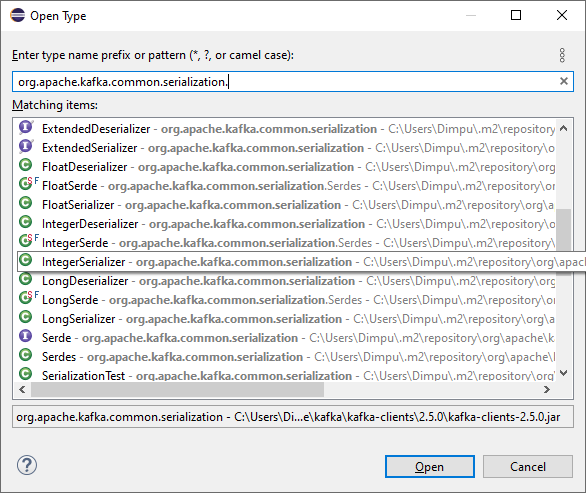 Open Type
Enter type name prefix or pattern (*, ?, or camel case):
org.apache.kafka.common.serialization.
Matching items:
I ExtendedDeserializer - org.apache.kafka.common.serialization - C:\Users\Dimpu\.m2\repository
I ExtendedSerializer - org.apache.kafka.common.serialization - C:\Users\Dimpu\.m2\repository\o
C FloatDeserializer - org.apache.kafka.common.serialization - C:\Users\Dimpu\.m2\repository\or
C S F FloatSerde - org.apache.kafka.common.serialization.Serdes - C:\Users\Dimpu\.m2\repository
C FloatSerializer - org.apache.kafka.common.serialization - C:\Users\Dimpu\.m2\repository\org\a
C IntegerDeserializer - org.apache.kafka.common.serialization - C:\Users\Dimpu\.m2\repository\
C S F IntegerSerde - org.apache.kafka.common.serialization.Serdes - C:\Users\Dimpu\.m2\reposito
C IntegerSerializer - org.apache.kafka.common.serialization - C:\Users\Dimpu\.m2\repository\org\apache
C LongDeserializer - org.apache.kafka.common.serialization - C:\Users\Dimpu\.m2\repository\or
C S F LongSerde - org.apache.kafka.common.serialization.Serdes - C:\Users\Dimpu\.m2\repository
C LongSerializer - org.apache.kafka.common.serialization - C:\Users\Dimpu\.m2\repository\org\
I Serde - org.apache.kafka.common.serialization - C:\Users\Dimpu\.m2\repository\org\apache\k
C Serdes - org.apache.kafka.common.serialization - C:\Users\Dimpu\.m2\repository\org\apache\
C SerializationTest - org.apache.kafka.common.serialization - C:\Users\Dimpu\.m2\repository\or
org.apache.kafka.common.serialization - C:\Users\Di...e\kafka\kafka-clients\2.5.0\kafka-clients-2.5.0.jar
? Open Cancel